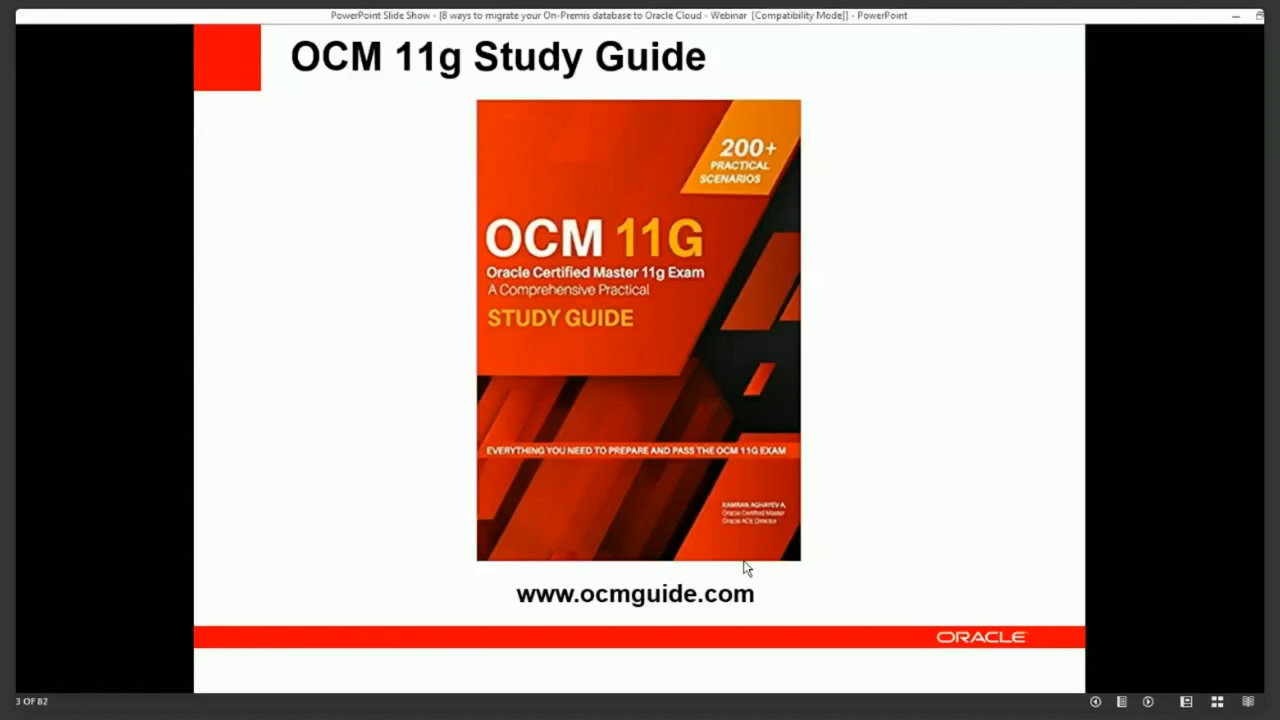 PowerPoint Slide Show - [8 ways to migrate your On-Premis database to Oracle Cloud - Webinar [Compatibility Mode]] - PowerPoint
OCM 11g Study Guide
200+
PRACTICAL
SCENARIOS
OCM 11G
Oracle Certified Master 11g Exam
A Comprehensive Practical
STUDY GUIDE
EVERYTHING YOU NEED TO PREPARE AND PASS THE OCM 11G EXAM
KAMRAN AGHAYEV A.
Oracle Certified Master
Oracle ACE Director
www.ocmguide.com
ORACLE
3 OF 82